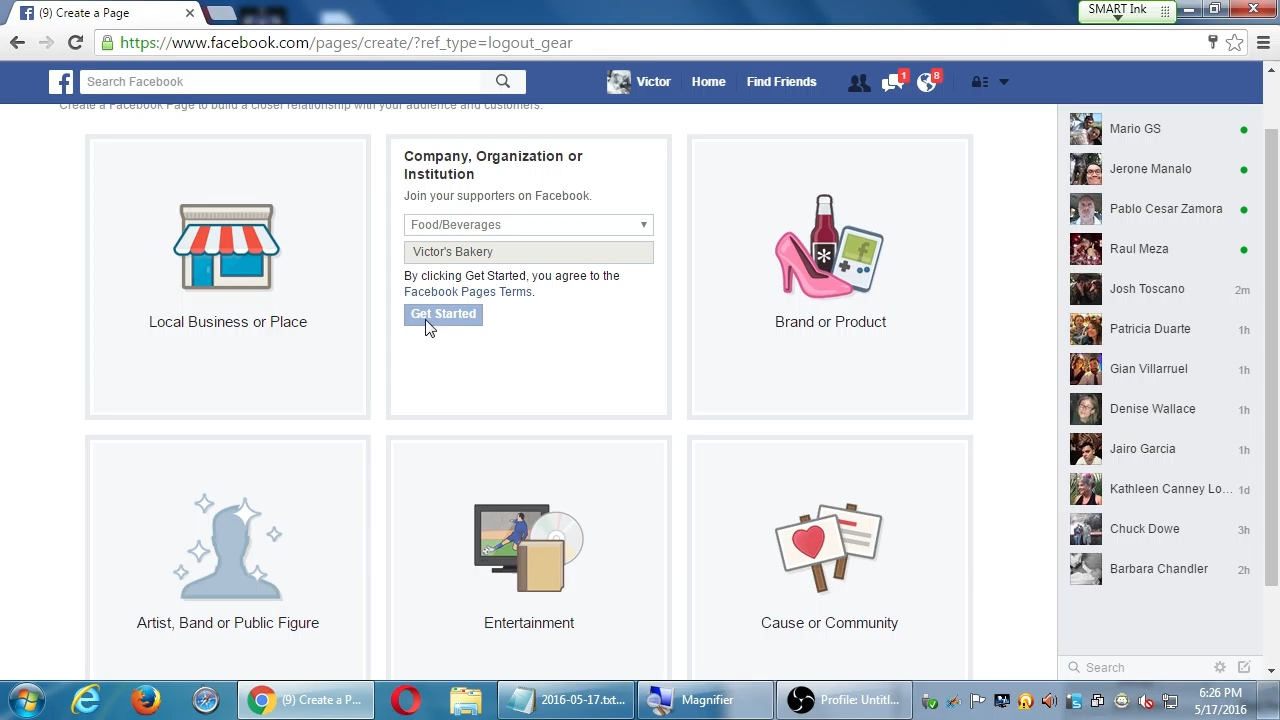 (9) Create a Page
SMART Ink
https://www.facebook.com/pages/create/?ref_type=logout_gear
Search Facebook
Victor
Home
Find Friends
1
8
Create a Facebook Page to build a closer relationship with your audience and customers.
Local Business or Place
Company, Organization or
Institution
Join your supporters on Facebook.
Food/Beverages
Victor's Bakery
By clicking Get Started, you agree to the
Facebook Pages Terms.
Get Started
Brand or Product
Artist, Band or Public Figure
Entertainment
Cause or Community
Mario GS
Jerone Manalo
Pablo Cesar Zamora
Raul Meza
Josh Toscano 2m
Patricia Duarte 1h
Gian Villarruel 1h
Denise Wallace 1h
Jairo Garcia 1h
Kathleen Canney Lo... 1d
Chuck Dowe 3h
Barbara Chandler 2h
Search
(9) Create a P...
2016-05-17.txt...
Magnifier
Profile: Untitl...
6:26 PM
5/17/2016